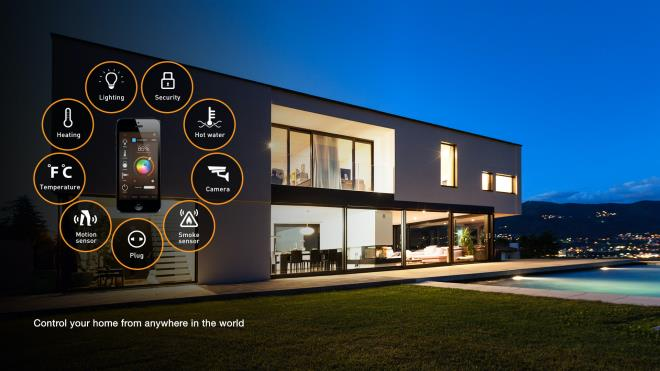 Lighting
Security
Heating
Hot water
°F °C
Temperature
Camera
Motion
sensor
Smoke
sensor
Plug
85%
Control your home from anywhere in the world